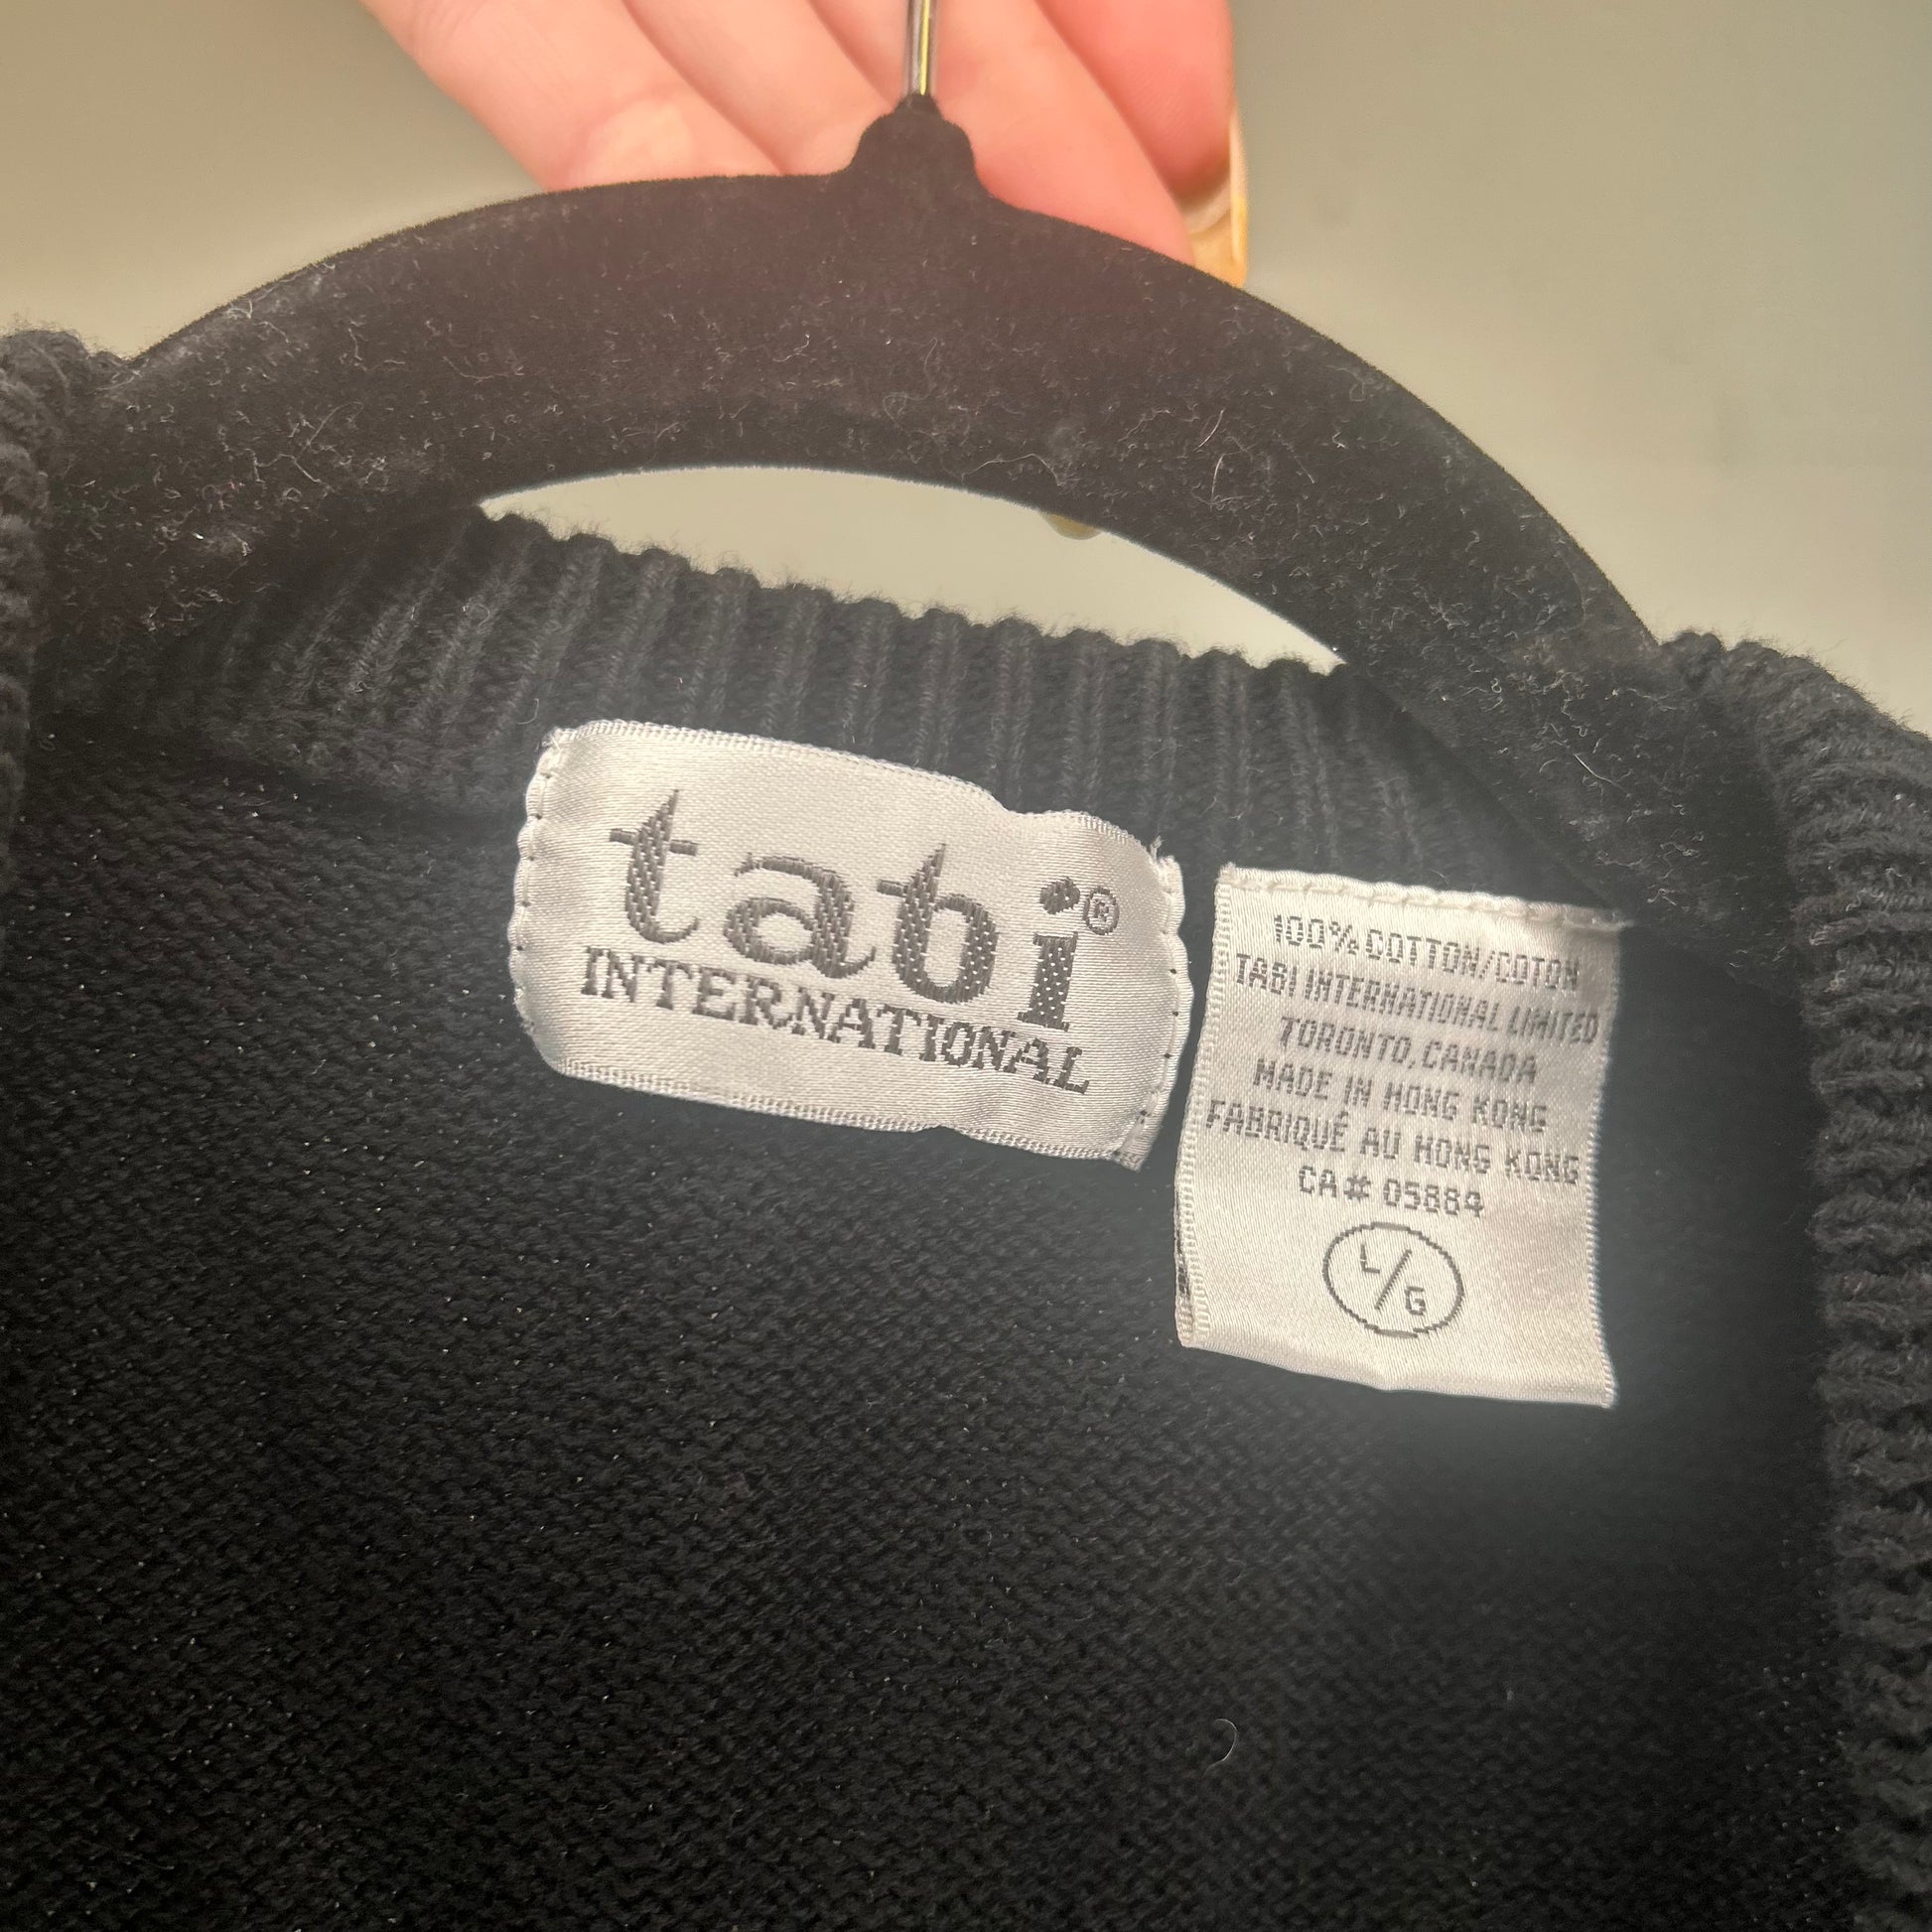 tabi®
INTERNATIONAL
100% COTTON/COTON
TABI INTERNATIONAL LIMITED
TORONTO, CANADA
MADE IN HONG KONG
FABRIQUÉ AU HONG KONG
CA# 05884
L/G